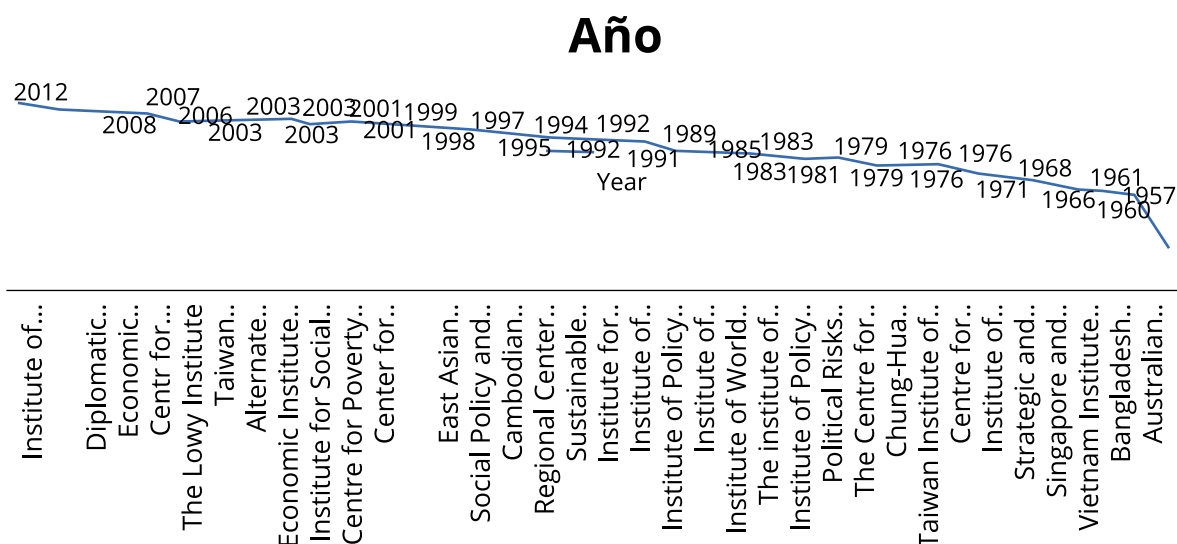 Año
2012
2008
2007
2006
2003
2003
2003
2003
2001
2001
1999
1998
1997
1995
1994
1992
1992
1991
1989
1985
1983
1983
1981
1979
1979
1976
1976
1976
1971
1968
1966
1961
1960
1957
Year
Institute of...
Diplomatic..
Economic..
Centr for...
The Lowy Institute
Taiwan..
Alternate..
Economic Institute..
Institute for Social..
Centre for Poverty..
Center for..
East Asian..
Social Policy and..
Cambodian..
Regional Center..
Sustainable..
Institute for..
Institute of..
Institute of Policy..
Institute of..
Institute of World..
The institute of..
Institute of Policy..
Political Risks..
The Centre for..
Chung-Hua..
Taiwan Institute of..
Centre for..
Institute of..
Strategic and..
Singapore and..
Vietnam Institute..
Bangladesh..
Australian..